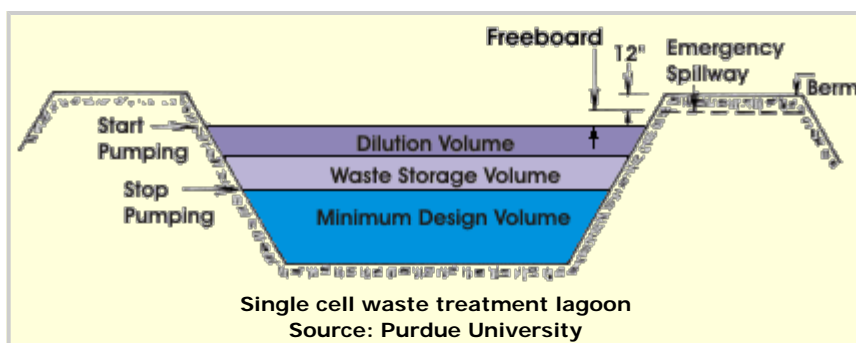 Freeboard
12"
Emergency
Spillway
Berm
Start
Pumping
Dilution Volume
Waste Storage Volume
Stop
Pumping
Minimum Design Volume
Single cell waste treatment lagoon
Source: Purdue University